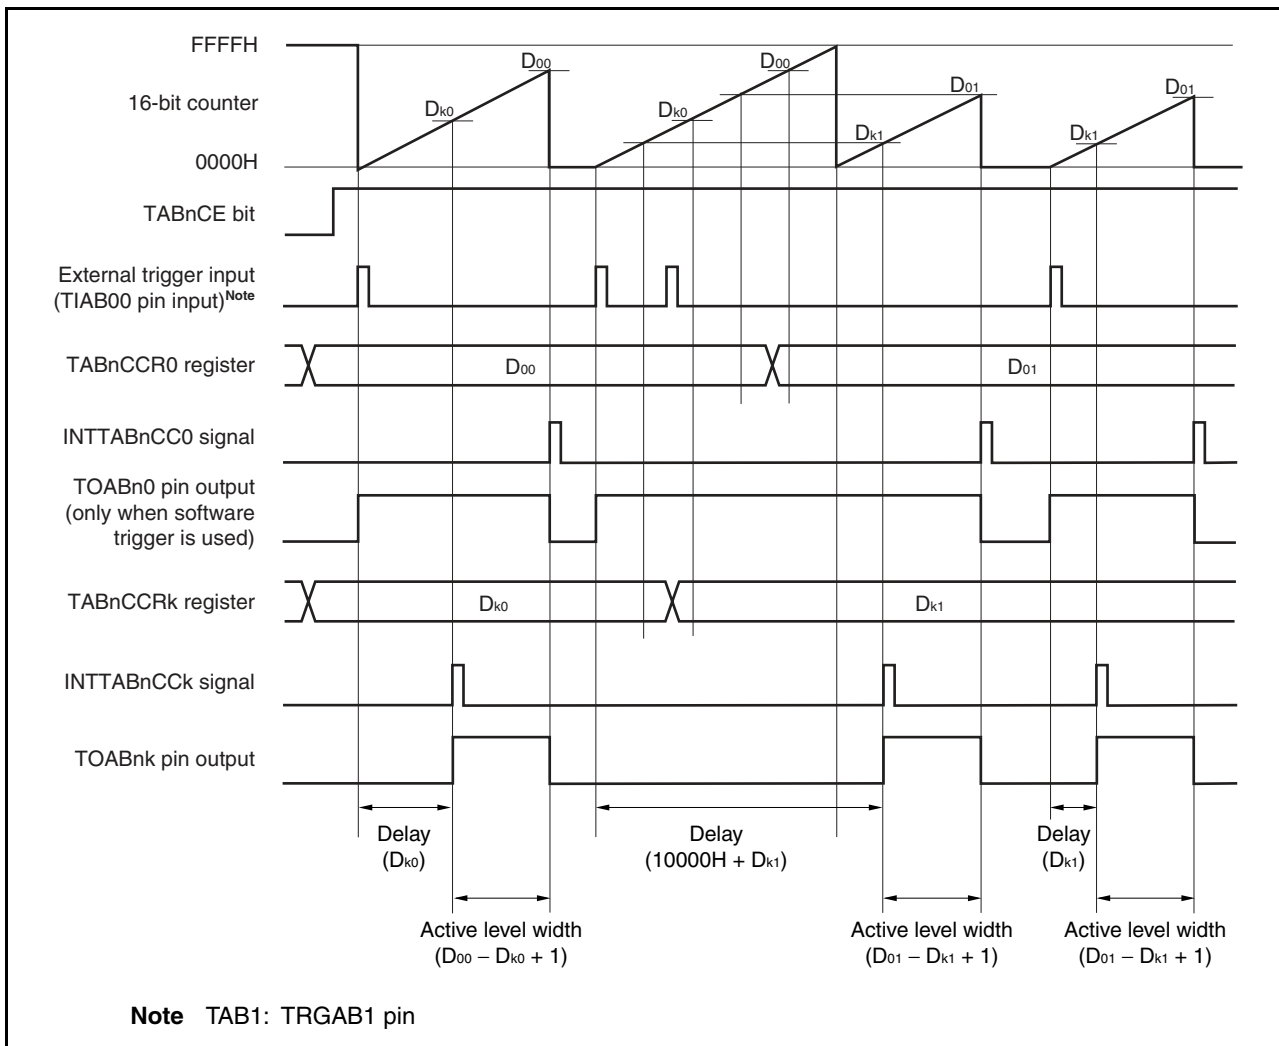 FFFFH
D00
D00
16-bit counter
Dk0
Dk0
D01
D01
Dk1
Dk1
0000H
TABnCE bit
External trigger input
(TIAB00 pin input)Note
TABnCCR0 register
D00
D01
INTTABnCC0 signal
TOABn0 pin output
(only when software
trigger is used)
TABnCCRk register
Dk0
Dk1
INTTABnCCk signal
TOABnk pin output
Delay
(Dk0)
Delay
(10000H + Dk1)
Delay
(Dk1)
Active level width
(D00 − Dk0 + 1)
Active level width
(D01 − Dk1 + 1)
Active level width
(D01 − Dk1 + 1)
Note TAB1: TRGAB1 pin